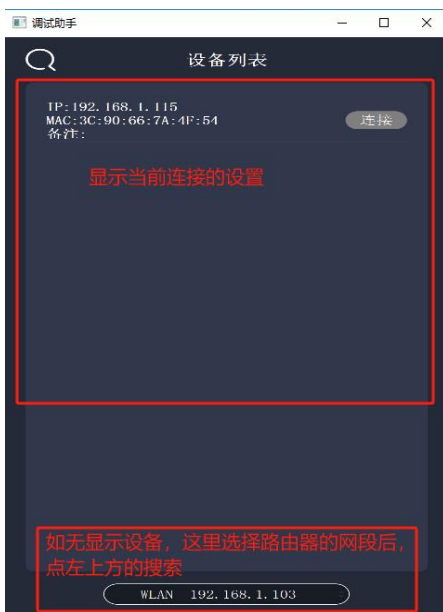 调试助手
设备列表
IP:192.168.1.115
MAC:3C:90:66:7A:4F:54
备注:
连接
显示当前连接的设置
如无显示设备，这里选择路由器的网段后，
点左上方的搜索
WLAN 192.168.1.103